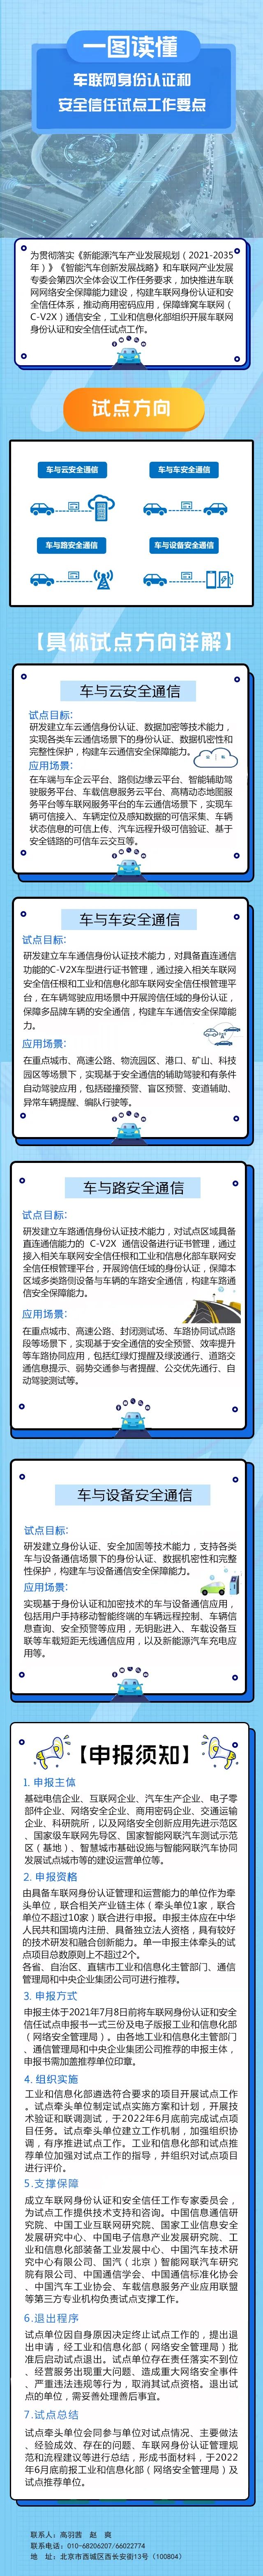 一图读懂
车联网身份认证和
安全信任试点工作要点
为贯彻落实《新能源汽车产业发展规划（2021-2035
年）》《智能汽车创新发展战略》和车联网产业发展
专委会第四次全体会议工作任务要求，加快推进车联
网网络安全保障能力建设，构建车联网身份认证和安
全信任体系，推动商用密码应用，保障蜂窝车联网（
C-V2X）通信安全，工业和信息化部组织开展车联网
身份认证和安全信任试点工作。
试点方向
车与云安全通信
车与车安全通信
车与路安全通信
车与设备安全通信
【具体试点方向详解】
车与云安全通信
试点目标：
研发建立车云通信身份认证、数据加密等技术能力，
实现各类车云通信场景下的身份认证、数据机密性和
完整性保护，构建车云通信安全保障能力。
应用场景：
在车端与车企云平台、路侧边缘云平台、智能辅助驾
驶服务平台、车载信息服务云平台、高精动态地图服
务平台等车联网服务平台的车云通信场景下，实现车
辆可信接入、车辆定位及感知数据的可信采集、车辆
状态信息的可信上传、汽车远程升级可信验证、基于
安全链路的可信车云交互等。
车与车安全通信
试点目标：
研发建立车车通信身份认证技术能力，对具备直连通信
功能的C-V2X车型进行证书管理，通过接入相关车联网
安全信任根和工业和信息化部车联网安全信任根管理平
台，在车辆驾驶应用场景中开展跨信任域的身份认证，
保障多品牌车辆的安全通信，构建车车通信安全保障能
力。
应用场景：
在重点城市、高速公路、物流园区、港口、矿山、科技
园区等场景下，实现基于安全通信的辅助驾驶和有条件
自动驾驶应用，包括碰撞预警、盲区预警、变道辅助、
异常车辆提醒、编队行驶等。
车与路安全通信
试点目标：
研发建立车路通信身份认证技术能力，对试点区域具备
直连通信能力的 C-V2X 通信设备进行证书管理，通过
接入相关车联网安全信任根和工业和信息化部车联网安
全信任根管理平台，开展跨信任域的身份认证，保障本
区域多类路侧设备与车辆的车路安全通信，构建车路通
信安全保障能力。
应用场景：
在重点城市、高速公路、封闭测试场、车路协同试点路
段等场景下，实现基于安全通信的安全预警、效率提升
等车路协同应用，包括红绿灯提醒及绿波通行、道路交
通信息提示、弱势交通参与者提醒、公交优先通行、自
动驾驶测试等。
车与设备安全通信
试点目标：
研发建立身份认证、安全加固等技术能力，支持各类
车与设备通信场景下的身份认证、数据机密性和完整
性保护，构建车与设备通信安全保障能力。
应用场景：
实现基于身份认证和加密技术的车与设备通信应用，
包括用户手持移动智能终端的车辆远程控制、车辆信
息查询、安全预警等应用，无钥匙进入、车载设备互
联等车载短距无线通信应用，以及新能源汽车充电应
用等。
【申报须知】
1. 申报主体
基础电信企业、互联网企业、汽车生产企业、电子零
部件企业、网络安全企业、商用密码企业、交通运输
企业、科研院所，以及网络安全创新应用先进示范区
、国家级车联网先导区、国家智能网联汽车测试示范
区（基地）、智慧城市基础设施与智能网联汽车协同
发展试点城市等的建设运营单位等。
2. 申报资格
由具备车联网身份认证管理和运营能力的单位作为牵
头单位，联合相关产业链主体（牵头单位1家，联合
单位不超过10家）联合进行申报。申报主体应在中华
人民共和国境内注册、具备独立法人资格，具有较好
的技术研发和融合创新能力。单一申报主体牵头的试
点项目总数原则上不超过2个。
各省、自治区、直辖市工业和信息化主管部门、通信
管理局和中央企业集团公司可进行推荐。
3. 申报方式
申报主体于2021年7月8日前将车联网身份认证和安全
信任试点申报书一式三份及电子版报工业和信息化部
（网络安全管理局）。由各地工业和信息化主管部门
、通信管理局和中央企业集团公司推荐的申报主体，
申报书需加盖推荐单位印章。
4. 组织实施
工业和信息化部遴选符合要求的项目开展试点工作
。试点牵头单位制定试点实施方案和计划，开展技
术验证和联调测试，于2022年6月底前完成试点项
目任务。试点牵头单位建立工作机制，加强组织协
调，有序推进试点工作。工业和信息化部和试点推
荐单位加强对试点工作的指导，并组织对试点项目
进行评价。
5.支撑保障
成立车联网身份认证和安全信任工作专家委员会，
为试点工作提供技术支持和咨询。中国信息通信研
究院、中国工业互联网研究院、国家工业信息安全
发展研究中心、中国电子信息产业发展研究院、工
业和信息化部装备工业发展中心、中国汽车技术研
究中心有限公司、国汽（北京）智能网联汽车研究
院有限公司、中国通信学会、中国通信标准化协会
、中国汽车工业协会、车载信息服务产业应用联盟
等第三方专业机构负责试点支撑工作。
6.退出程序
试点单位因自身原因决定终止试点工作的，提出退
出申请，经工业和信息化部（网络安全管理局）批
准后启动试点退出。试点单位存在责任落实不到位
、经营服务出现重大问题、造成重大网络安全事件
、严重违法违规等行为，取消其试点资格。退出试
点的单位，需妥善处理善后事宜。
7.试点总结
试点牵头单位会同参与单位对试点情况、主要做法
、经验成效、存在的问题、车联网身份认证管理规
范和流程建议等进行总结，形成书面材料，于2022
年6月底前报工业和信息化部（网络安全管理局）及
试点推荐单位。
联系人：高羽茜 赵 爽
联系电话：010-68206207/66022774
地 址：北京市西城区西长安街13号（100804）